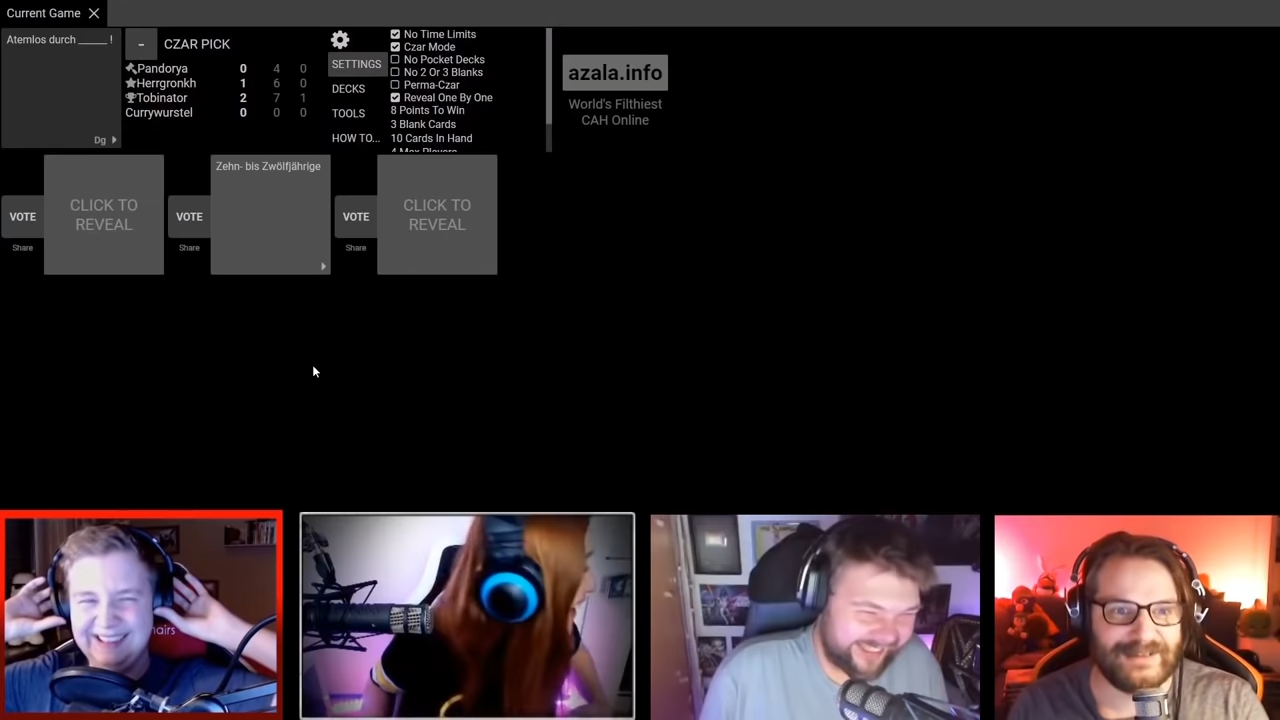 Current Game
Atemlos durch ______ !
Dg
-
CZAR PICK
Pandorya 0 4 0
Herrgronkh 1 6 0
Tobinator 2 7 1
Currywurstel 0 0 0
SETTINGS
DECKS
TOOLS
HOW TO...
No Time Limits
Czar Mode
No Pocket Decks
No 2 Or 3 Blanks
Perma-Czar
Reveal One By One
8 Points To Win
3 Blank Cards
10 Cards In Hand
4 Max Players
azala.info
World's Filthiest
CAH Online
VOTE
Share
CLICK TO
REVEAL
VOTE
Share
Zehn- bis Zwölfjährige
VOTE
Share
CLICK TO
REVEAL